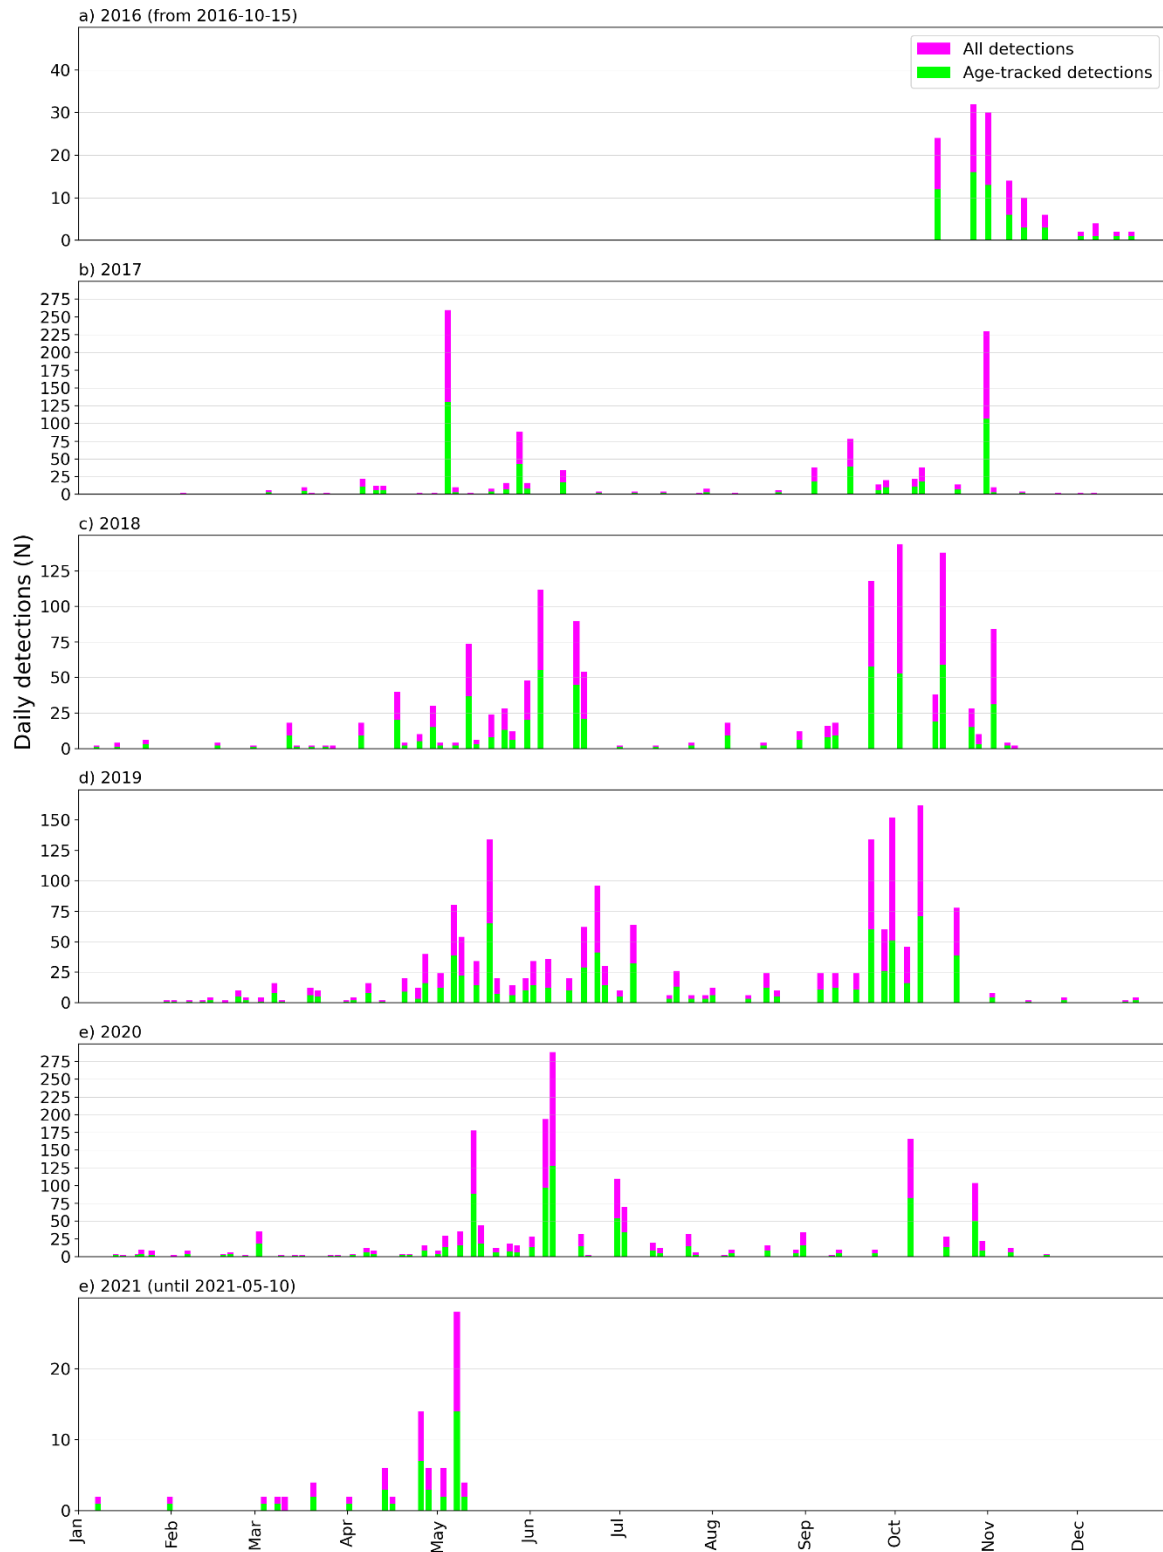 a) 2016 (from 2016-10-15)
All detections
Age-tracked detections
40
30
20
10
0
b) 2017
275
250
225
200
175
150
125
100
75
50
25
0
c) 2018
125
100
75
50
25
0
Daily detections (N)
d) 2019
150
125
100
75
50
25
0
e) 2020
275
250
225
200
175
150
125
100
75
50
25
0
e) 2021 (until 2021-05-10)
20
10
0
Jan
Feb
Mar
Apr
May
Jun
Jul
Aug
Sep
Oct
Nov
Dec